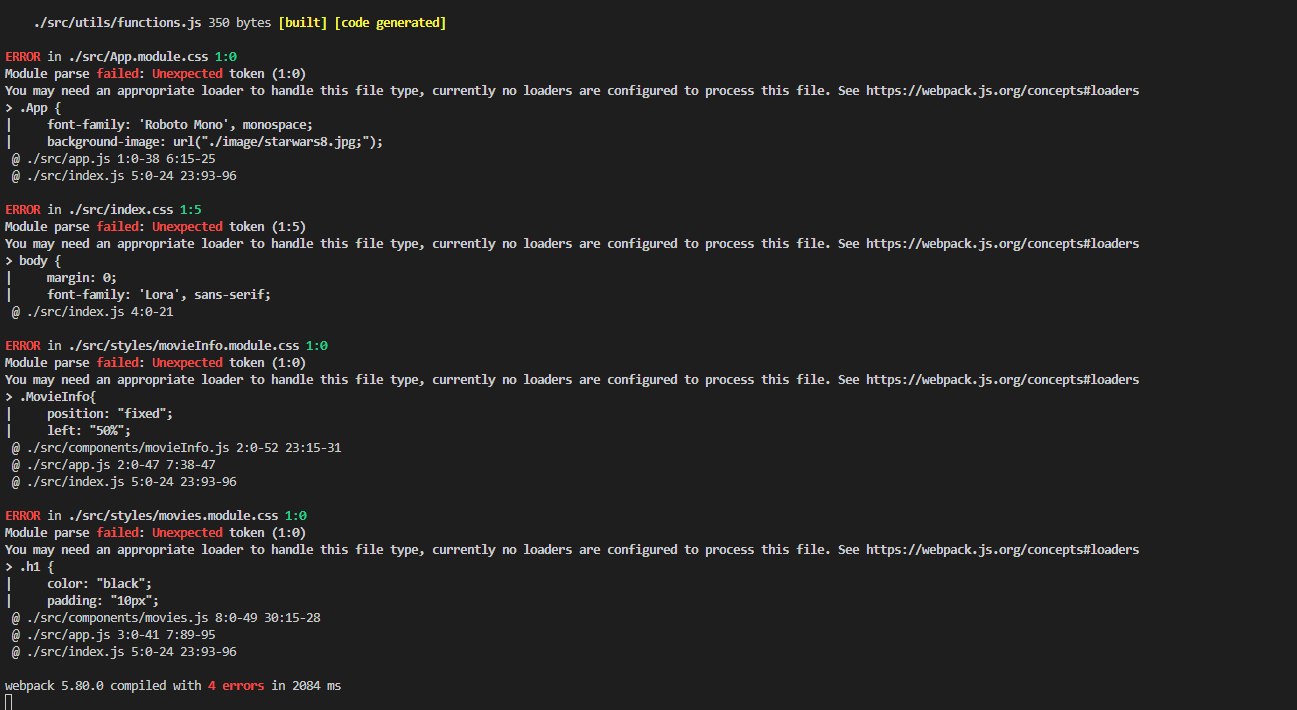 ./src/utils/functions.js 350 bytes [built] [code generated]
ERROR in ./src/App.module.css 1:0
Module parse failed: Unexpected token (1:0)
You may need an appropriate loader to handle this file type, currently no loaders are configured to process this file. See https://webpack.js.org/concepts#loaders
> .App {
|     font-family: 'Roboto Mono', monospace;
|     background-image: url("./image/starwars8.jpg;");
 @ ./src/app.js 1:0-38 6:15-25
 @ ./src/index.js 5:0-24 23:93-96
ERROR in ./src/index.css 1:5
Module parse failed: Unexpected token (1:5)
You may need an appropriate loader to handle this file type, currently no loaders are configured to process this file. See https://webpack.js.org/concepts#loaders
> body {
|     margin: 0;
|     font-family: 'Lora', sans-serif;
 @ ./src/index.js 4:0-21
ERROR in ./src/styles/movieInfo.module.css 1:0
Module parse failed: Unexpected token (1:0)
You may need an appropriate loader to handle this file type, currently no loaders are configured to process this file. See https://webpack.js.org/concepts#loaders
> .MovieInfo{
|     position: "fixed";
|     left: "50%";
 @ ./src/components/movieInfo.js 2:0-52 23:15-31
 @ ./src/app.js 2:0-47 7:38-47
 @ ./src/index.js 5:0-24 23:93-96
ERROR in ./src/styles/movies.module.css 1:0
Module parse failed: Unexpected token (1:0)
You may need an appropriate loader to handle this file type, currently no loaders are configured to process this file. See https://webpack.js.org/concepts#loaders
> .h1 {
|     color: "black";
|     padding: "10px";
 @ ./src/components/movies.js 8:0-49 30:15-28
 @ ./src/app.js 3:0-41 7:89-95
 @ ./src/index.js 5:0-24 23:93-96
webpack 5.80.0 compiled with 4 errors in 2084 ms